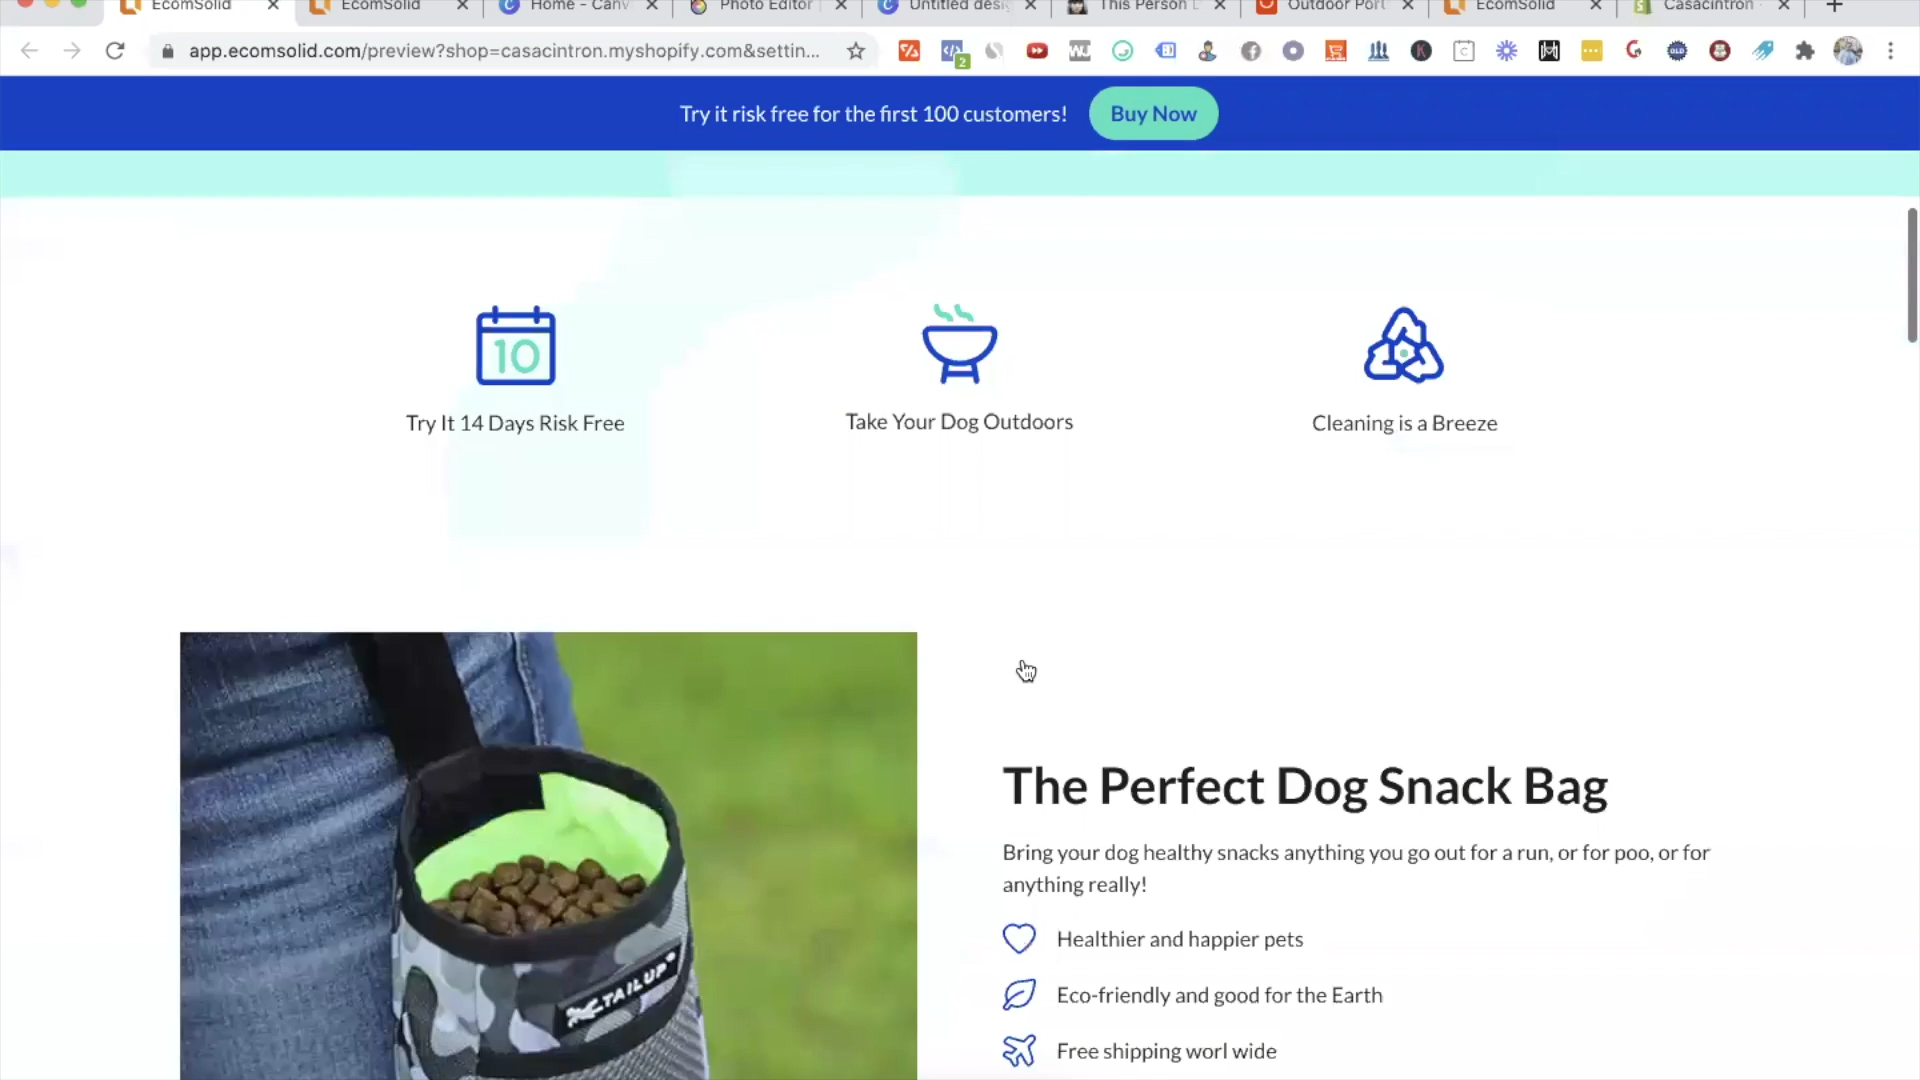 EcomSolid
EcomSolid
Home - Canv
Photo Editor
Untitled desig
This Person
Outdoor Port
EcomSolid
Casacintron
app.ecomsolid.com/preview?shop=casacintron.myshopify.com&settin...
2
Try it risk free for the first 100 customers!
Buy Now
10
Try It 14 Days Risk Free
Take Your Dog Outdoors
Cleaning is a Breeze
The Perfect Dog Snack Bag
Bring your dog healthy snacks anything you go out for a run, or for poo, or for
anything really!
Healthier and happier pets
Eco-friendly and good for the Earth
Free shipping worl wide
TAILUP